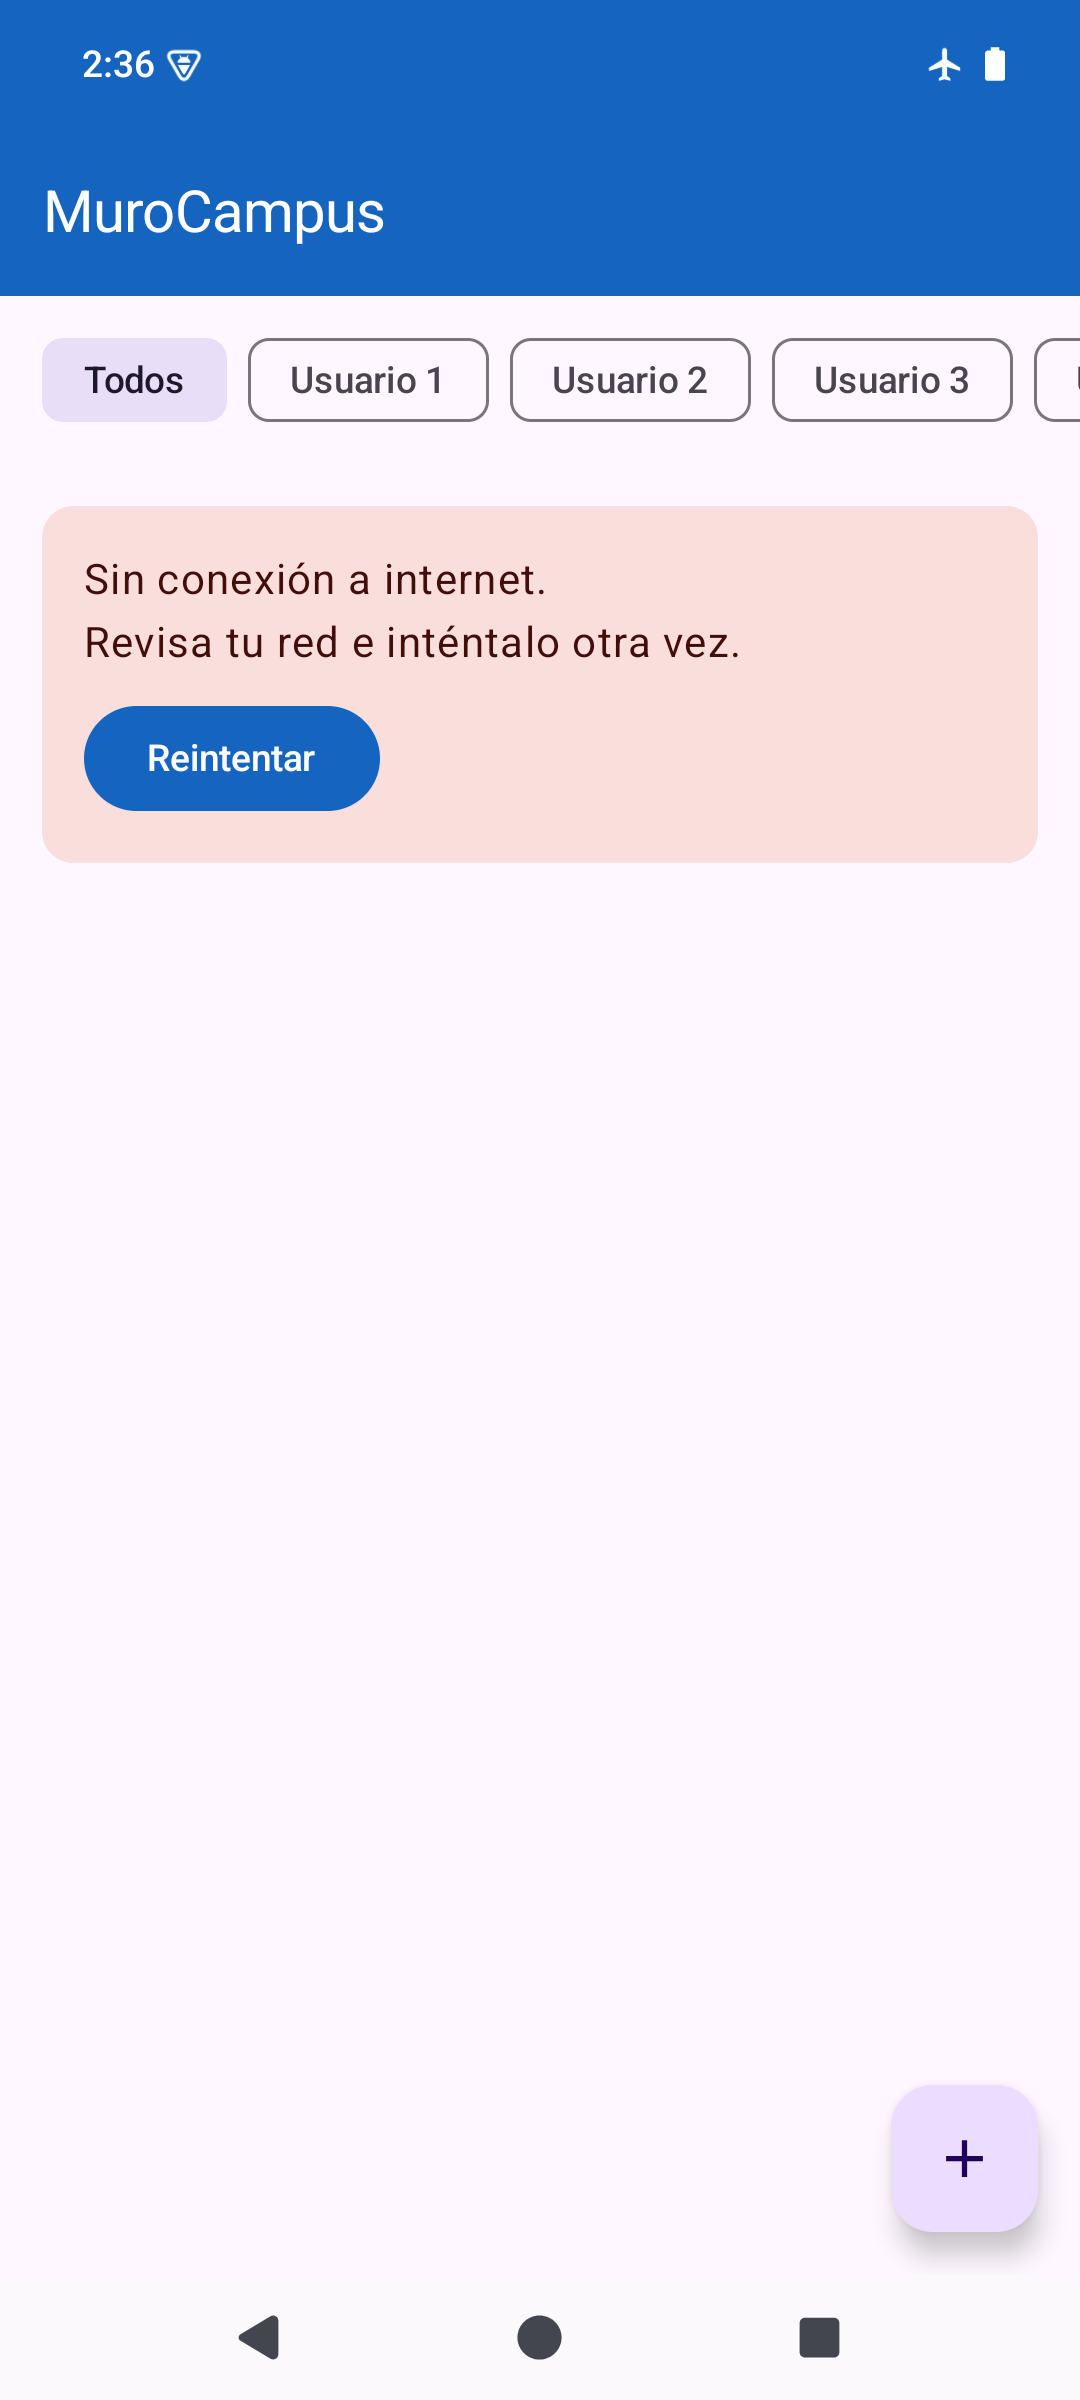 2:36
MuroCampus
Todos
Usuario 1
Usuario 2
Usuario 3
Sin conexión a internet.
Revisa tu red e inténtalo otra vez.
Reintentar
+